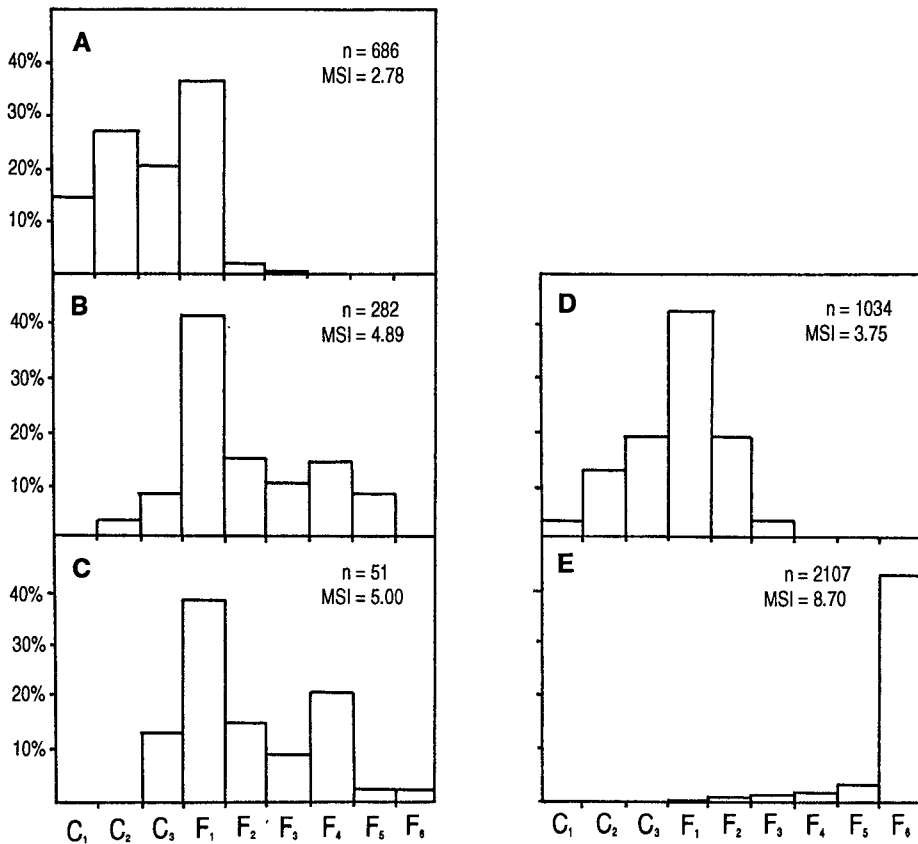 A
n = 686
MSI = 2.78
40%
30%
20%
10%
B
n = 282
MSI = 4.89
40%
30%
20%
10%
C
n = 51
MSI = 5.00
40%
30%
20%
10%
C₁ C₂ C₃ F₁ F₂ F₃ F₄ F₅ F₆
D
n = 1034
MSI = 3.75
E
n = 2107
MSI = 8.70
C₁ C₂ C₃ F₁ F₂ F₃ F₄ F₅ F₆